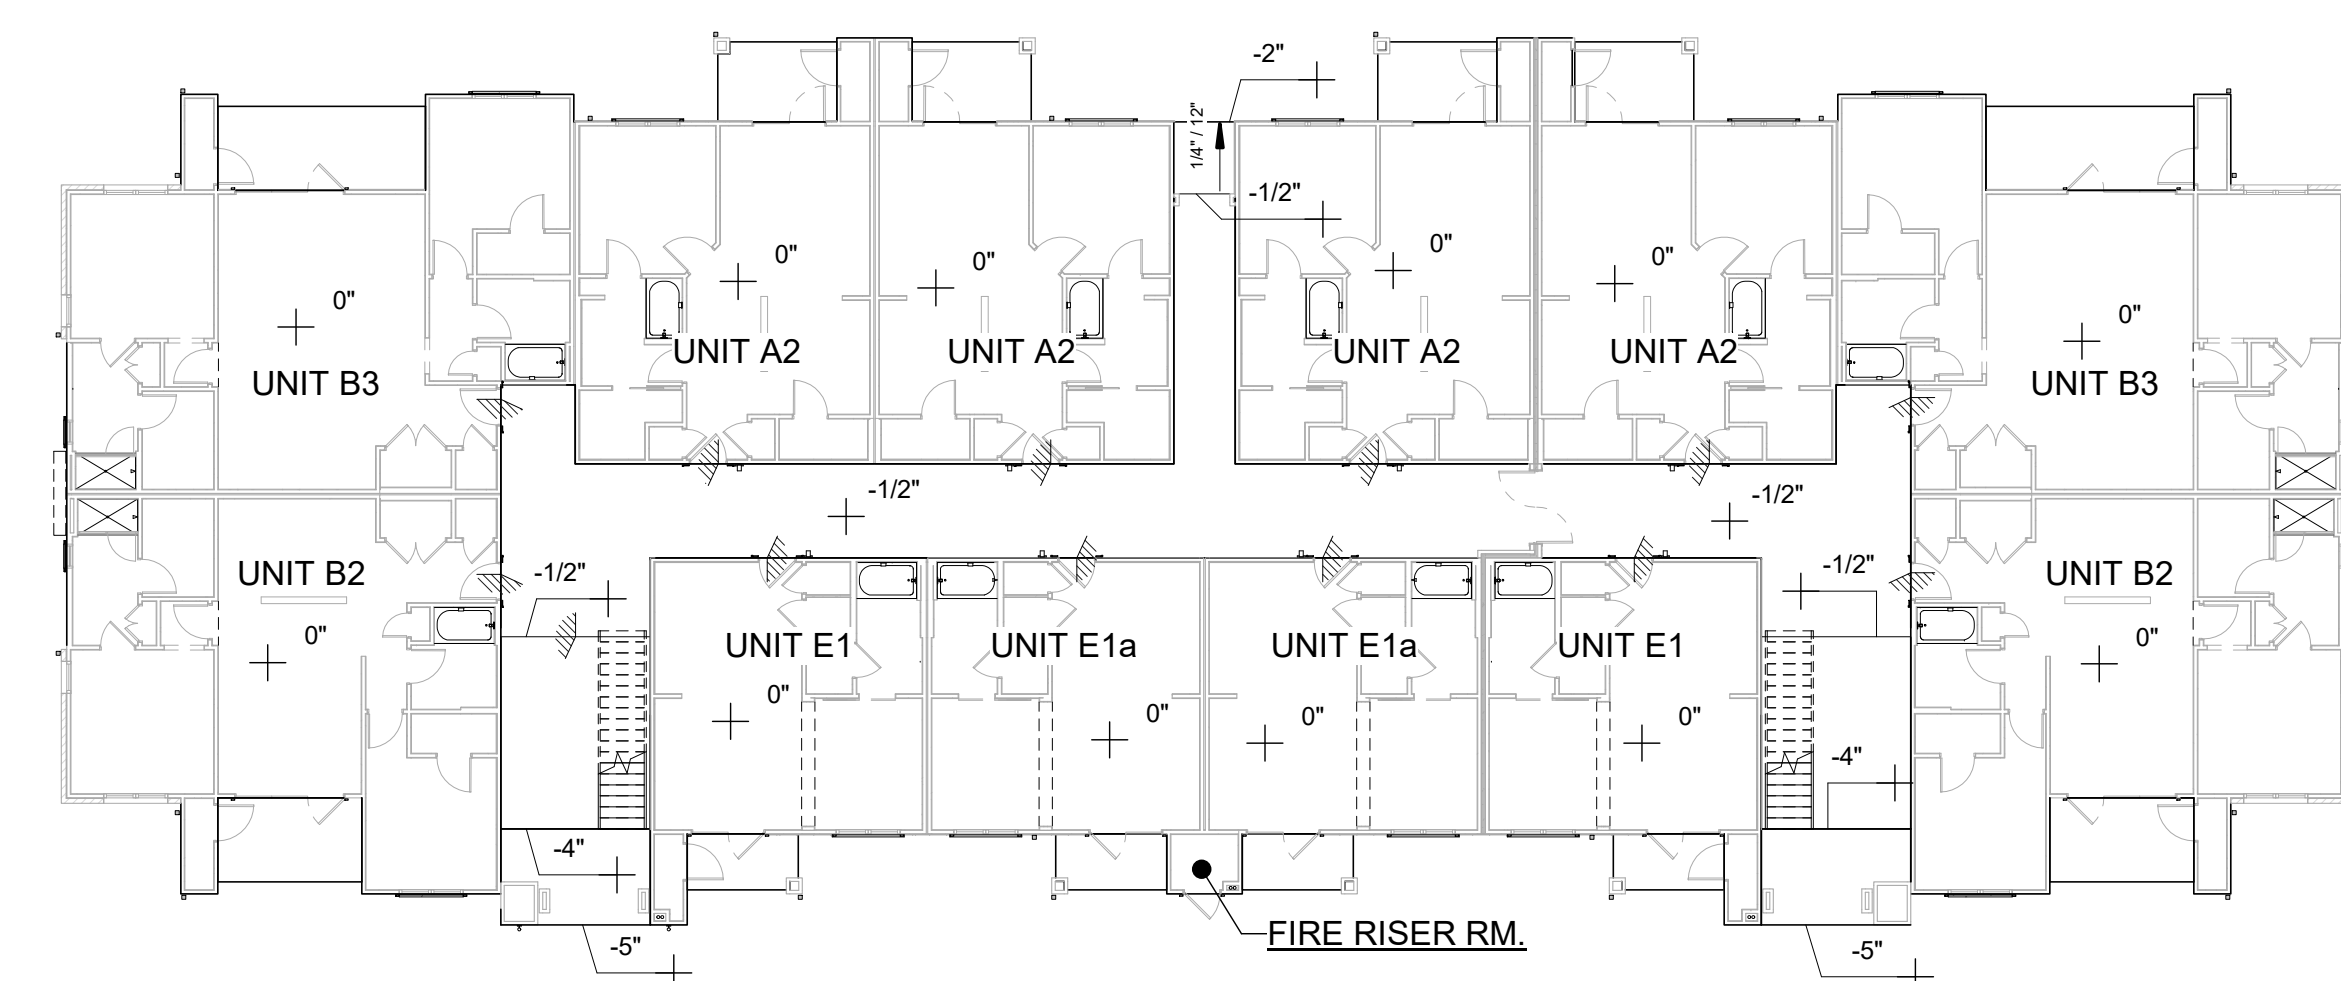 -2"
1/4" / 12"
-1/2"
0"
0"
0"
0"
0"
0"
UNIT A2
UNIT A2
UNIT A2
UNIT A2
UNIT B3
UNIT B3
-1/2"
-1/2"
UNIT B2
-1/2"
-1/2"
UNIT B2
0"
UNIT E1
UNIT E1a
UNIT E1a
UNIT E1
0"
0"
0"
0"
0"
-4"
-4"
FIRE RISER RM.
-5"
-5"